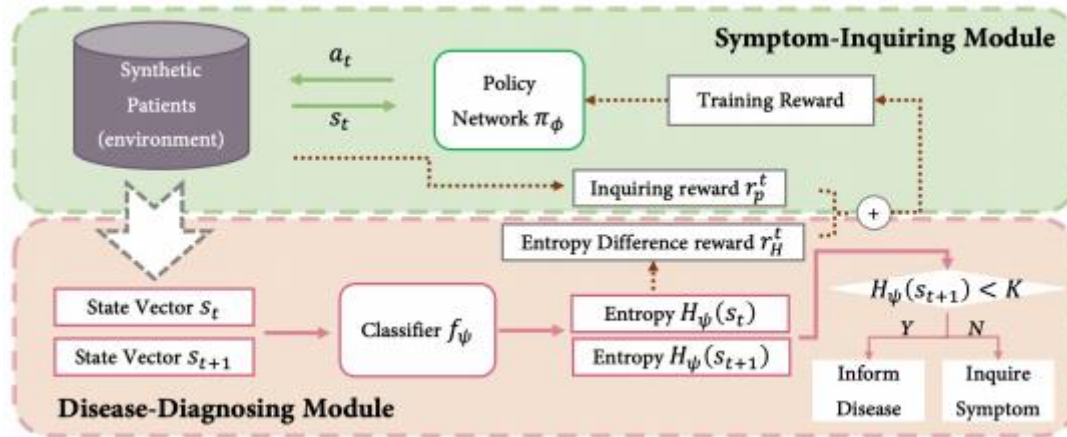 Symptom-Inquiring Module
Synthetic
Patients
(environment)
a_t
s_t
Policy
Network π_ϕ
Training Reward
Inquiring reward r_p^t
+
Entropy Difference reward r_H^t
State Vector s_t
State Vector s_{t+1}
Classifier f_ψ
Entropy H_ψ(s_t)
Entropy H_ψ(s_{t+1})
H_ψ(s_{t+1}) < K
Y
N
Inform
Disease
Inquire
Symptom
Disease-Diagnosing Module